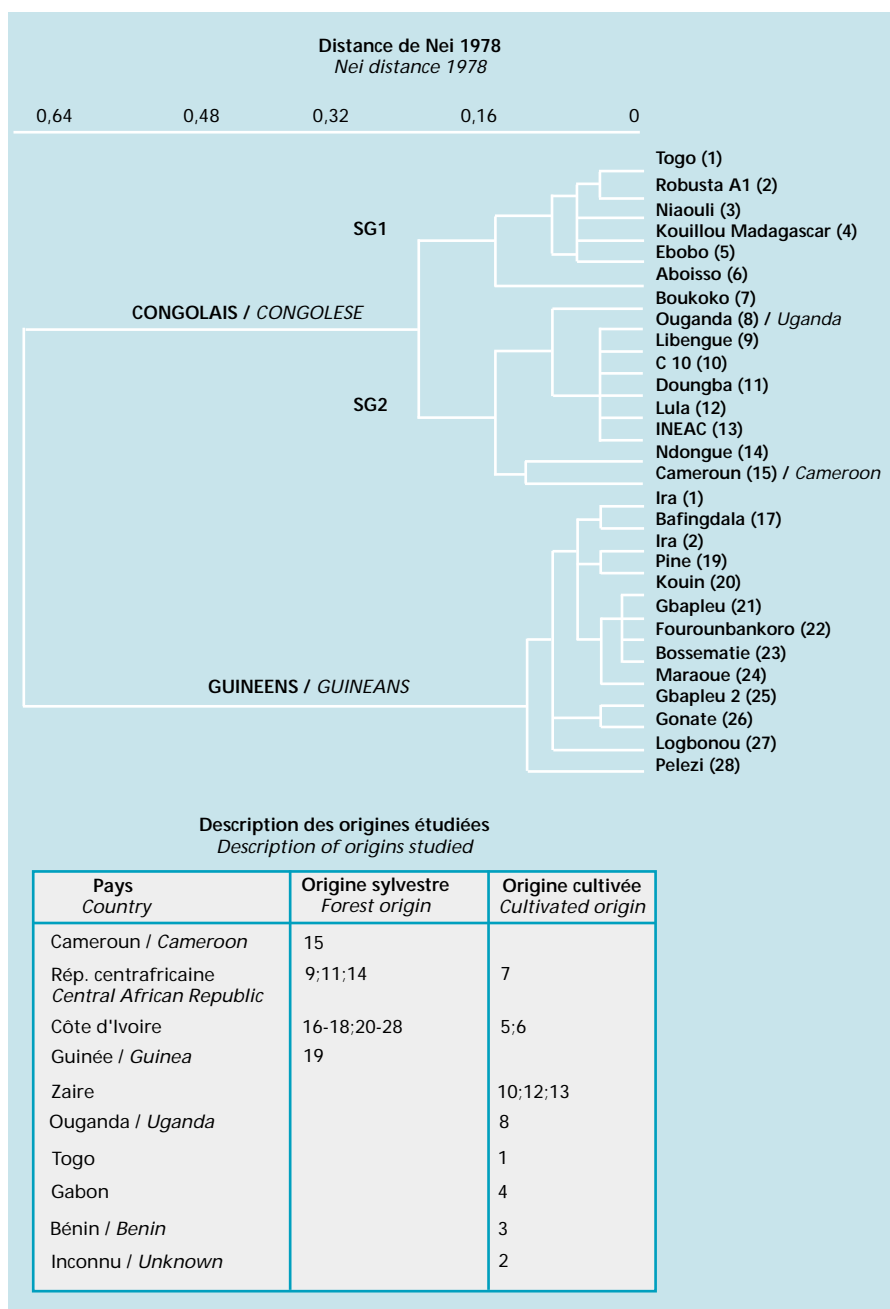 Distance de Nei 1978
Nei distance 1978
0,64 0,48 0,32 0,16 0
Togo (1)
Robusta A1 (2)
Niaouli (3)
SG1
Kouillou Madagascar (4)
Ebobo (5)
Aboisso (6)
Boukoko (7)
CONGOLAIS / CONGOLESE
Ouganda (8) / Uganda
Libengue (9)
C 10 (10)
Doungba (11)
SG2
Lula (12)
INEAC (13)
Ndongue (14)
Cameroun (15) / Cameroon
Ira (1)
Bafingdala (17)
Ira (2)
Pine (19)
Kouin (20)
Gbapleu (21)
Fourounbankoro (22)
Bossematie (23)
Maraoue (24)
GUINEENS / GUINEANS
Gbapleu 2 (25)
Gonate (26)
Logbonou (27)
Pelezi (28)
Description des origines étudiées
Description of origins studied
Pays Origine sylvestre Origine cultivée
Country Forest origin Cultivated origin
Cameroun / Cameroon 15
Rép. centrafricaine 9;11;14 7
Central African Republic
Côte d'Ivoire 16-18;20-28 5;6
Guinée / Guinea 19
Zaire 10;12;13
Ouganda / Uganda 8
Togo 1
Gabon 4
Bénin / Benin 3
Inconnu / Unknown 2